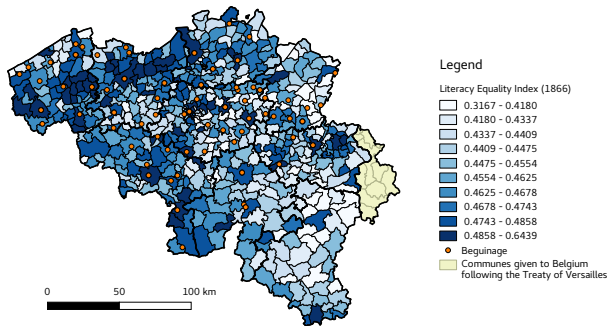 Legend
Literacy Equality Index (1866)
0.3167 - 0.4180
0.4180 - 0.4337
0.4337 - 0.4409
0.4409 - 0.4475
0.4475 - 0.4554
0.4554 - 0.4625
0.4625 - 0.4678
0.4678 - 0.4743
0.4743 - 0.4858
0.4858 - 0.6439
Beguinage
Communes given to Belgium
following the Treaty of Versailles
0 50 100 km